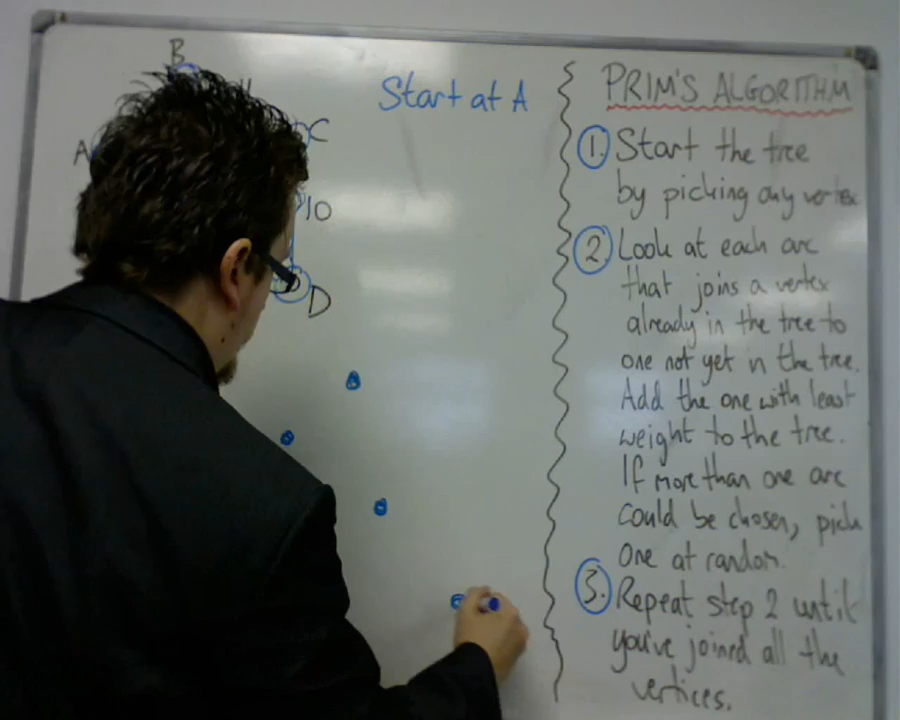 B
Start at A
C
A
10
D
PRIM'S ALGORITHM
1. Start the tree
by picking any vertex
2. Look at each arc
that joins a vertex
already in the tree to
one not yet in the tree.
Add the one with least
weight to the tree.
If more than one arc
could be chosen, pick
one at random.
3. Repeat step 2 until
you've joined all the
vertices.